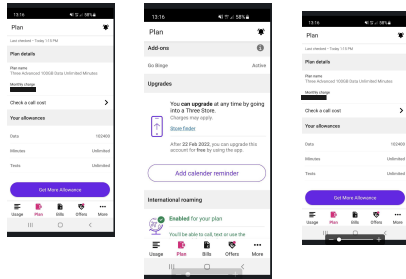 13:16
58%
Plan
Last checked - Today 1:15 PM
Plan details
Plan name
Three Advanced 100GB Data Unlimited Minutes
Monthly charge
Check a call cost
Your allowances
Data
102400
Minutes
Unlimited
Texts
Unlimited
Get More Allowance
Usage
Plan
Bills
Offers
More
13:16
58%
Plan
Add-ons
Go Binge
Active
Upgrades
You can upgrade at any time by going
into a Three Store.
Charges may apply.
Store finder
After 22 Feb 2022, you can upgrade this
account for free by using the app.
Add calender reminder
International roaming
Enabled for your plan
You'll be able to call, text or use the
Usage
Plan
Bills
Offers
More
13:16
58%
Plan
Last checked - Today 1:15 PM
Plan details
Plan name
Three Advanced 100GB Data Unlimited Minutes
Monthly charge
Check a call cost
Your allowances
Data
102400
Minutes
Unlimited
Texts
Unlimited
Get More Allowance
Usage
Plan
Bills
Offers
More